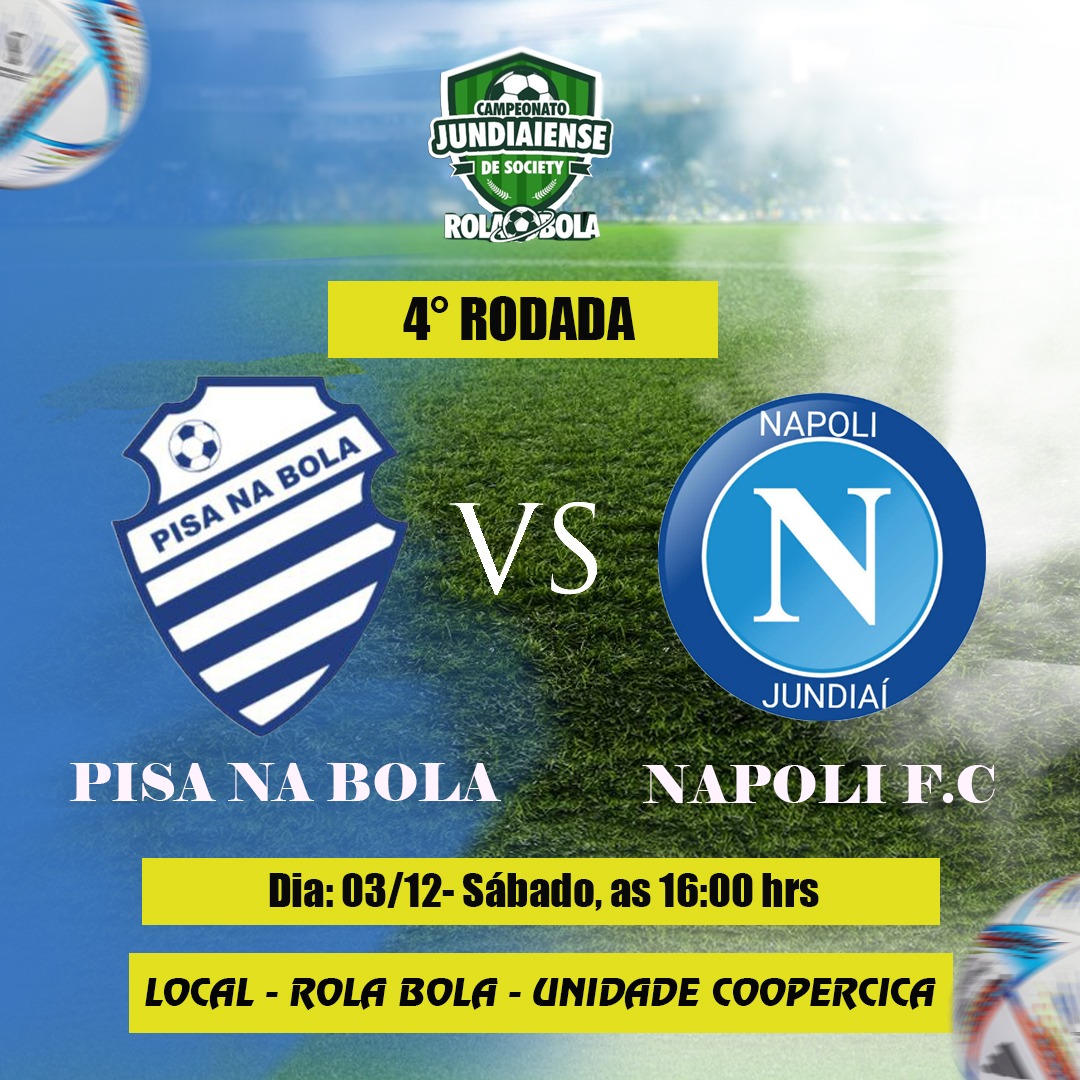 CAMPEONATO
JUNDIAIENSE
DE SOCIETY
ROLA BOLA
4° RODADA
PISA NA BOLA
VS
NAPOLI
N
JUNDIAÍ
PISA NA BOLA
NAPOLI F.C
Dia: 03/12- Sábado, as 16:00 hrs
LOCAL - ROLA BOLA - UNIDADE COOPERCICA